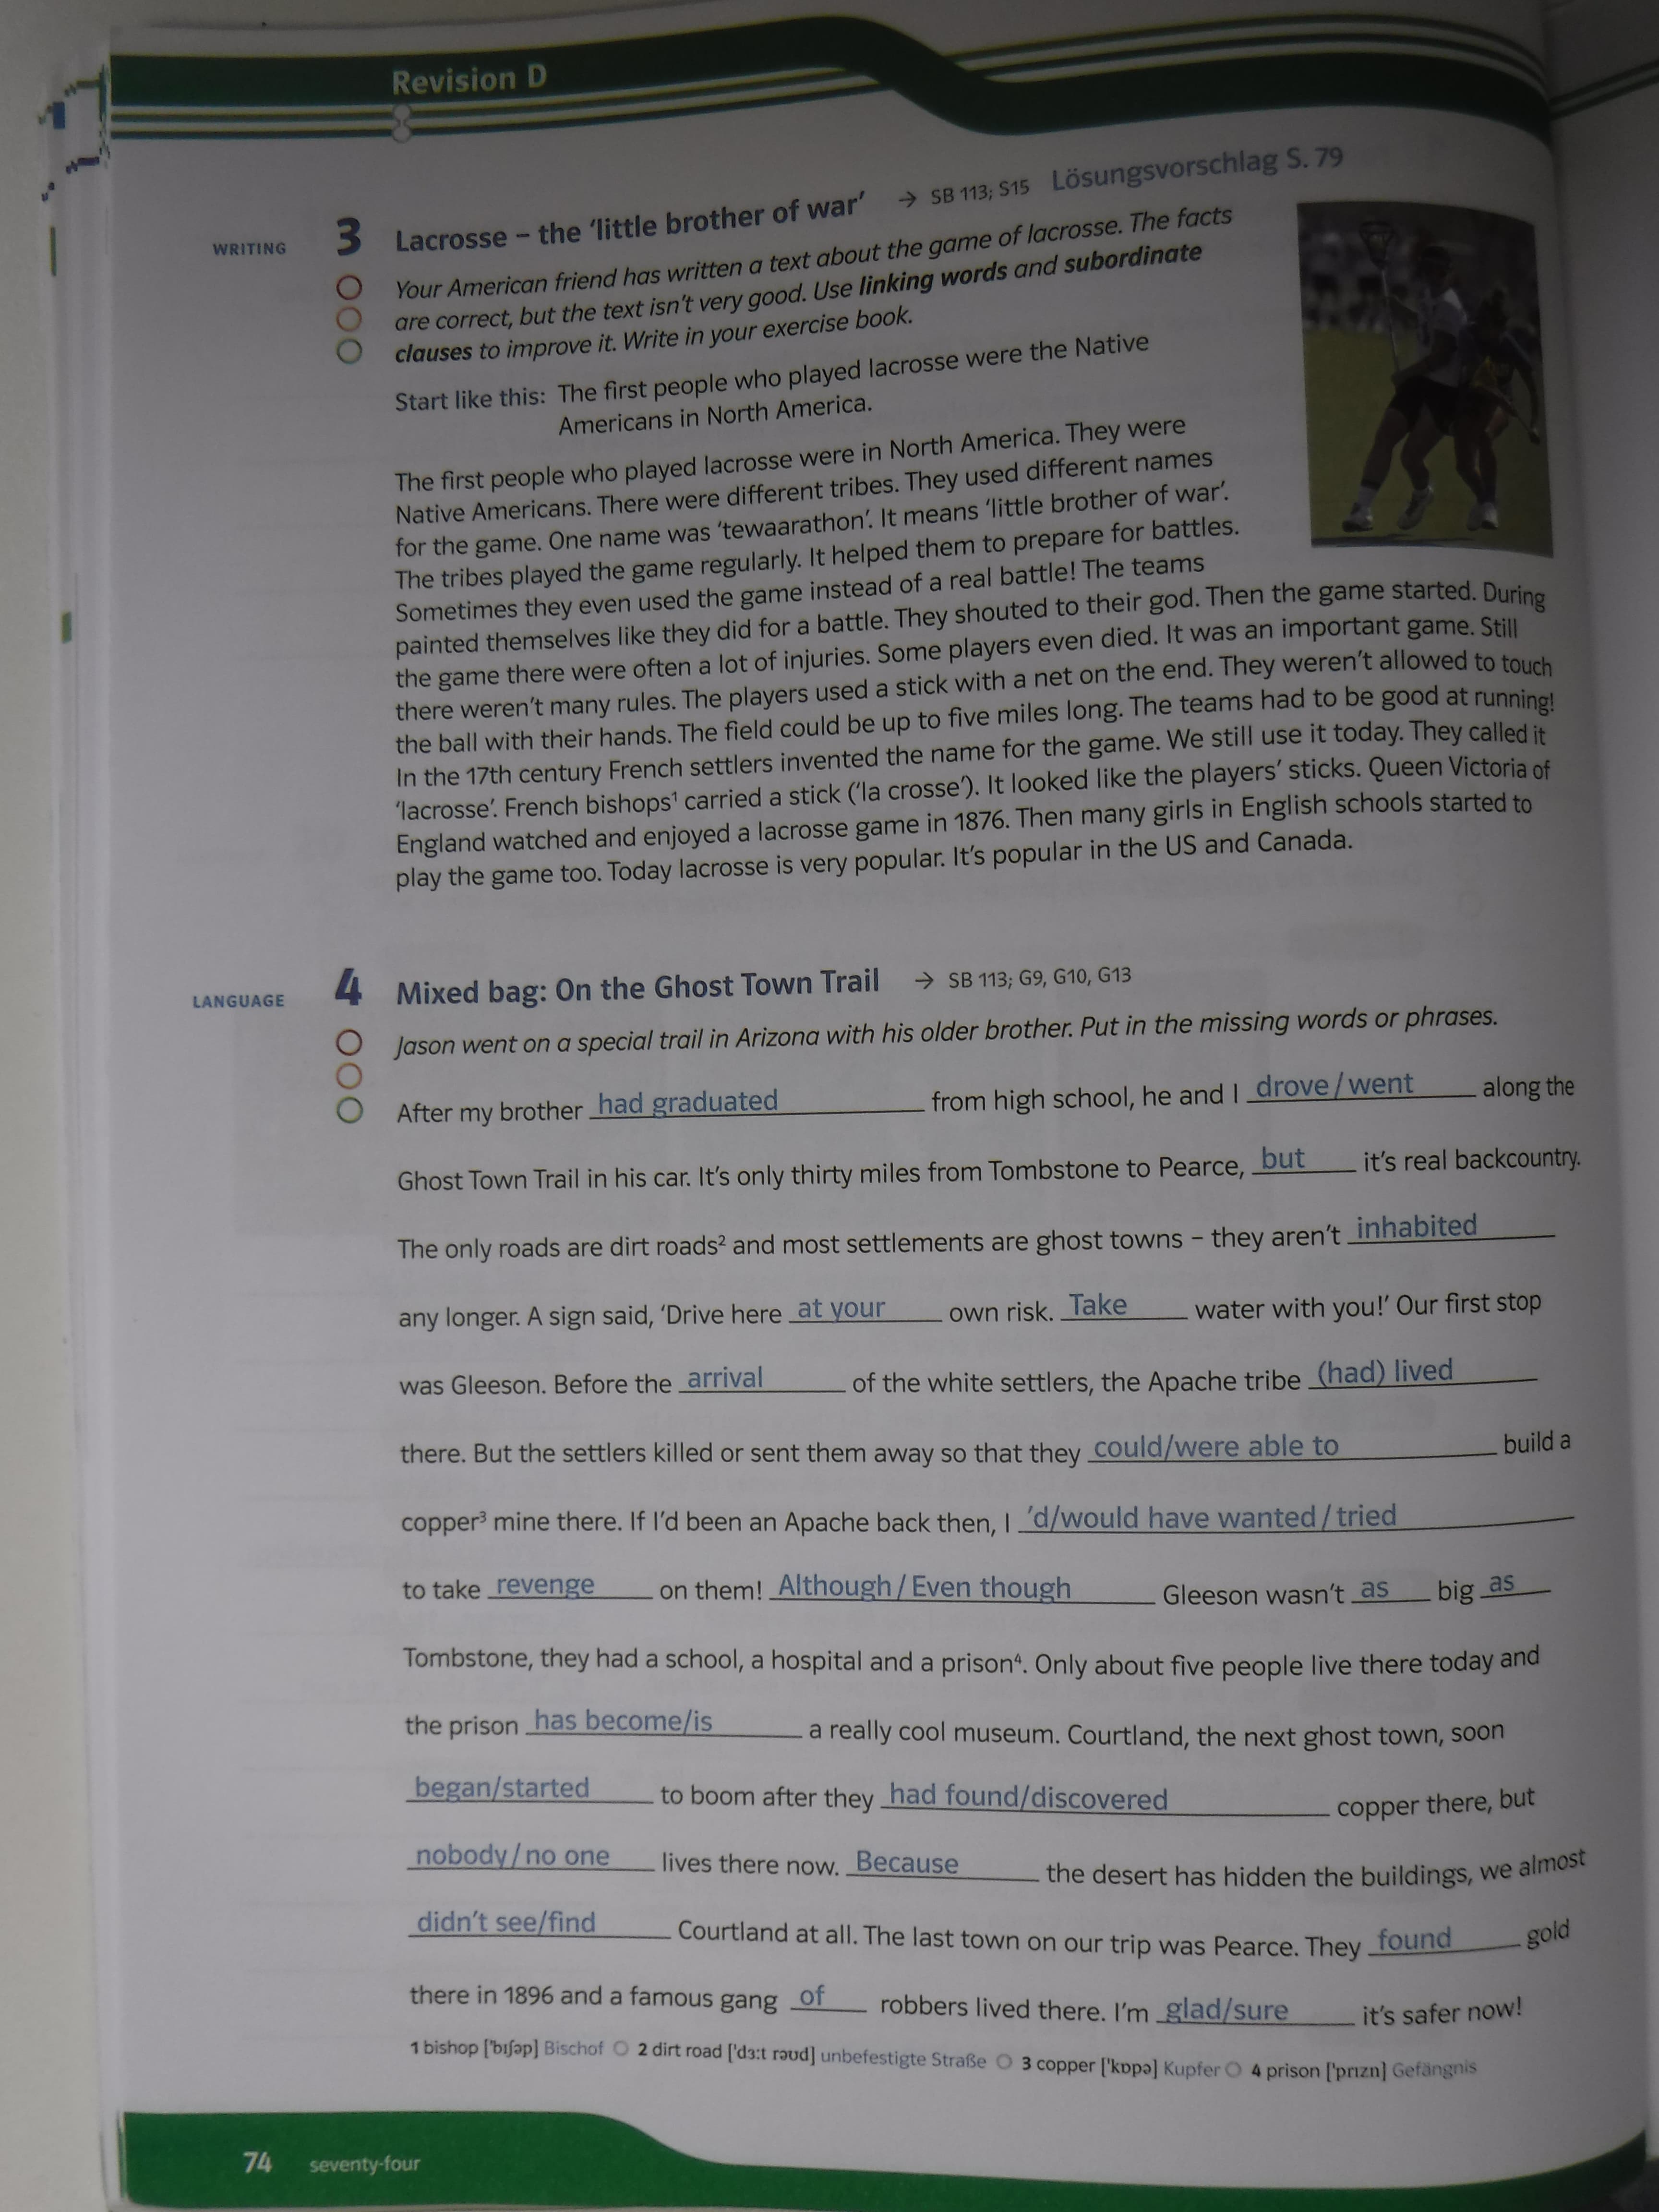 Revision D
Lösungsvorschlag S. 79
WRITING 3 Lacrosse – the ‘little brother of war’ → SB 113; S15
Your American friend has written a text about the game of lacrosse. The facts
are correct, but the text isn’t very good. Use linking words and subordinate
clauses to improve it. Write in your exercise book.
Start like this: The first people who played lacrosse were the Native
Americans in North America.
The first people who played lacrosse were in North America. They were
Native Americans. There were different tribes. They used different names
for the game. One name was ‘tewaarathon’. It means ‘little brother of war’.
The tribes played the game regularly. It helped them to prepare for battles.
Sometimes they even used the game instead of a real battle! The teams
painted themselves like they did for a battle. They shouted to their god. Then the game started. During
the game there were often a lot of injuries. Some players even died. It was an important game. Still
there weren’t many rules. The players used a stick with a net on the end. They weren’t allowed to touch
the ball with their hands. The field could be up to five miles long. The teams had to be good at running!
In the 17th century French settlers invented the name for the game. We still use it today. They called it
‘lacrosse’. French bishops¹ carried a stick (‘la crosse’). It looked like the players’ sticks. Queen Victoria of
England watched and enjoyed a lacrosse game in 1876. Then many girls in English schools started to
play the game too. Today lacrosse is very popular. It’s popular in the US and Canada.
LANGUAGE 4 Mixed bag: On the Ghost Town Trail → SB 113; G9, G10, G13
Jason went on a special trail in Arizona with his older brother. Put in the missing words or phrases.
After my brother had graduated from high school, he and I drove / went along the
Ghost Town Trail in his car. It’s only thirty miles from Tombstone to Pearce, but it’s real backcountry.
The only roads are dirt roads² and most settlements are ghost towns – they aren’t inhabited
any longer. A sign said, ‘Drive here at your own risk. Take water with you!’ Our first stop
was Gleeson. Before the arrival of the white settlers, the Apache tribe (had) lived
there. But the settlers killed or sent them away so that they could/were able to build a
copper³ mine there. If I’d been an Apache back then, I ’d/would have wanted / tried
to take revenge on them! Although / Even though Gleeson wasn’t as big as
Tombstone, they had a school, a hospital and a prison⁴. Only about five people live there today and
the prison has become/is a really cool museum. Courtland, the next ghost town, soon
began/started to boom after they had found/discovered copper there, but
nobody / no one lives there now. Because the desert has hidden the buildings, we almost
didn’t see/find Courtland at all. The last town on our trip was Pearce. They found gold
there in 1896 and a famous gang of robbers lived there. I’m glad/sure it’s safer now!
1 bishop [ˈbɪʃəp] Bischof 2 dirt road [ˈdɜːt rəʊd] unbefestigte Straße 3 copper [ˈkɒpə] Kupfer 4 prison [ˈprɪzn] Gefängnis
74 seventy-four